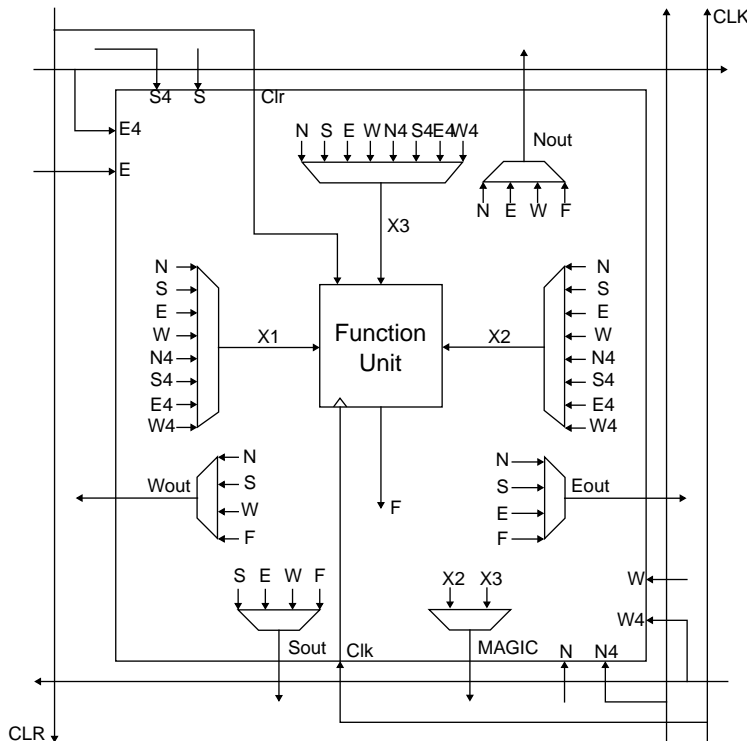 CLK
S4 S Clr
E4
E
N S E W N4 S4 E4 W4
Nout
N E W F
X3
N
S
E
W
N4
S4
E4
W4
X1
Function
Unit
X2
N
S
E
W
N4
S4
E4
W4
Wout
N
S
W
F
F
N
S
E
F
Eout
S E W F
X2 X3
W
W4
Sout
Clk
MAGIC
N N4
CLR